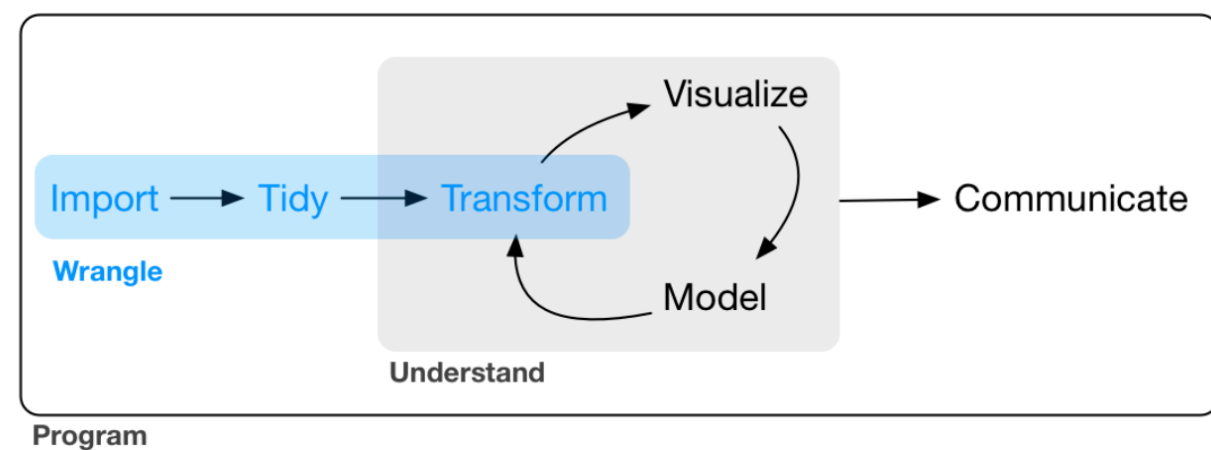 Visualize
Import Tidy Transform Communicate
Wrangle
Model
Understand
Program